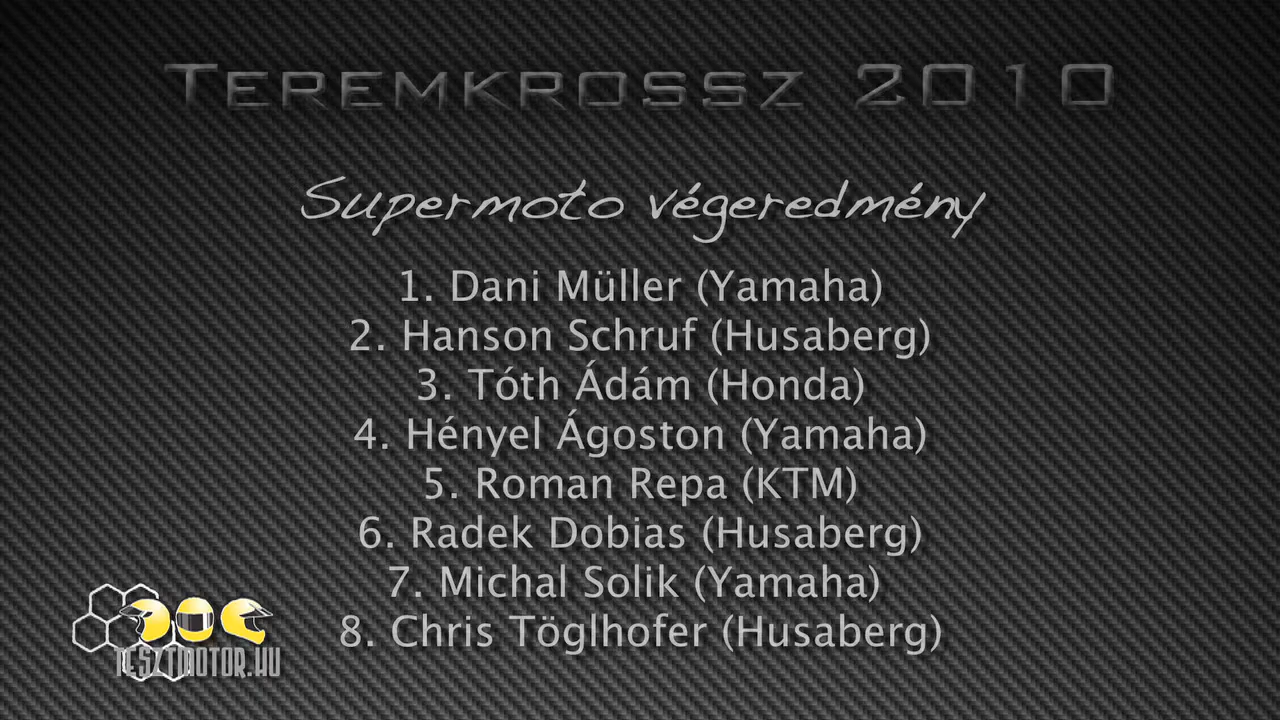 Teremkrossz 2010
Supermoto végeredmény
1. Dani Müller (Yamaha)
2. Hanson Schruf (Husaberg)
3. Tóth Ádám (Honda)
4. Hényel Ágoston (Yamaha)
5. Roman Repa (KTM)
6. Radek Dobias (Husaberg)
7. Michal Solik (Yamaha)
8. Chris Töglhofer (Husaberg)
TESZTMOTOR.HU